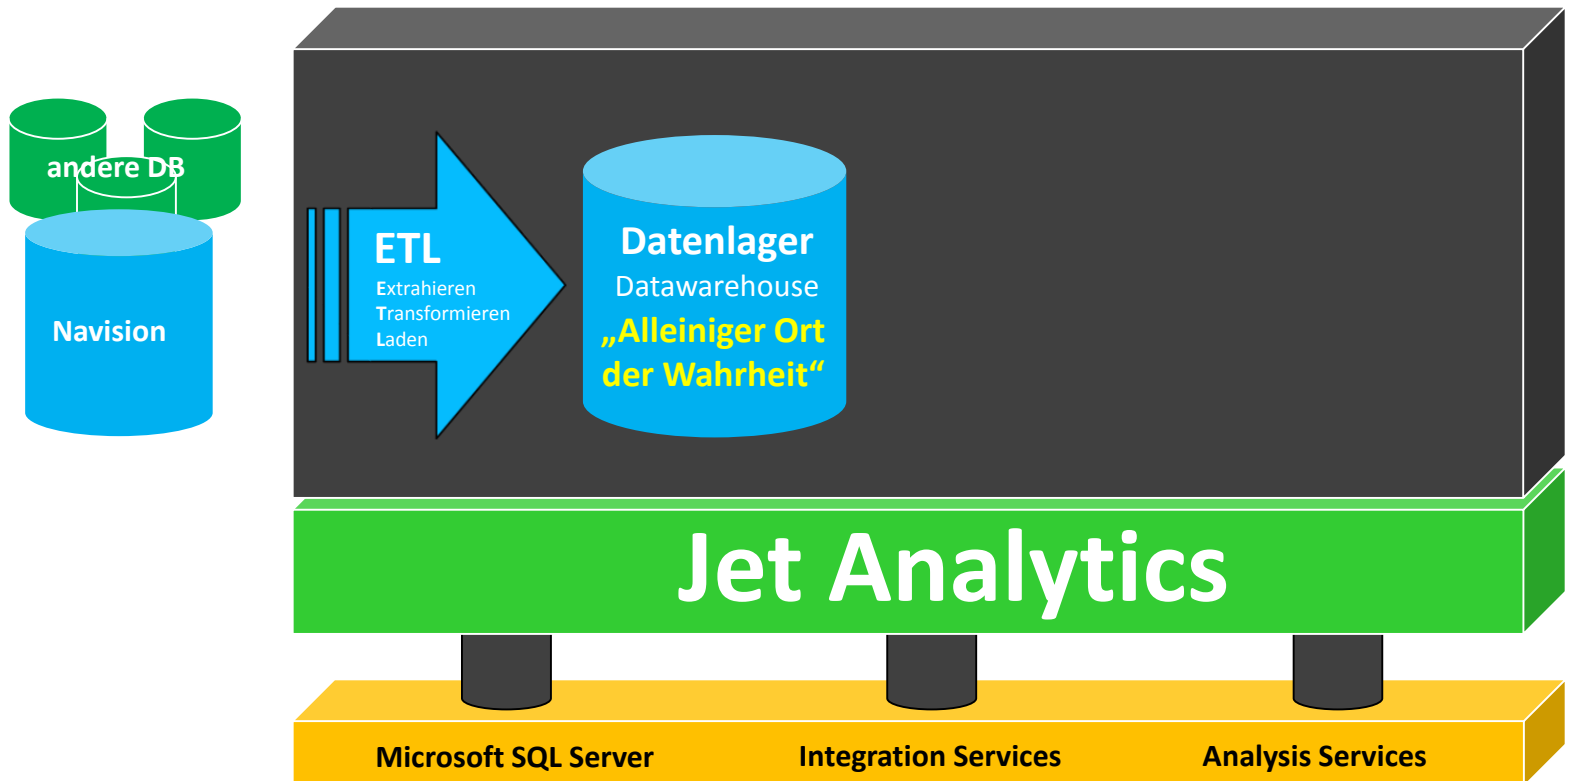 andere DB
Navision
ETL
Extrahieren
Transformieren
Laden
Datenlager
Datawarehouse
„Alleiniger Ort
der Wahrheit“
Jet Analytics
Microsoft SQL Server
Integration Services
Analysis Services